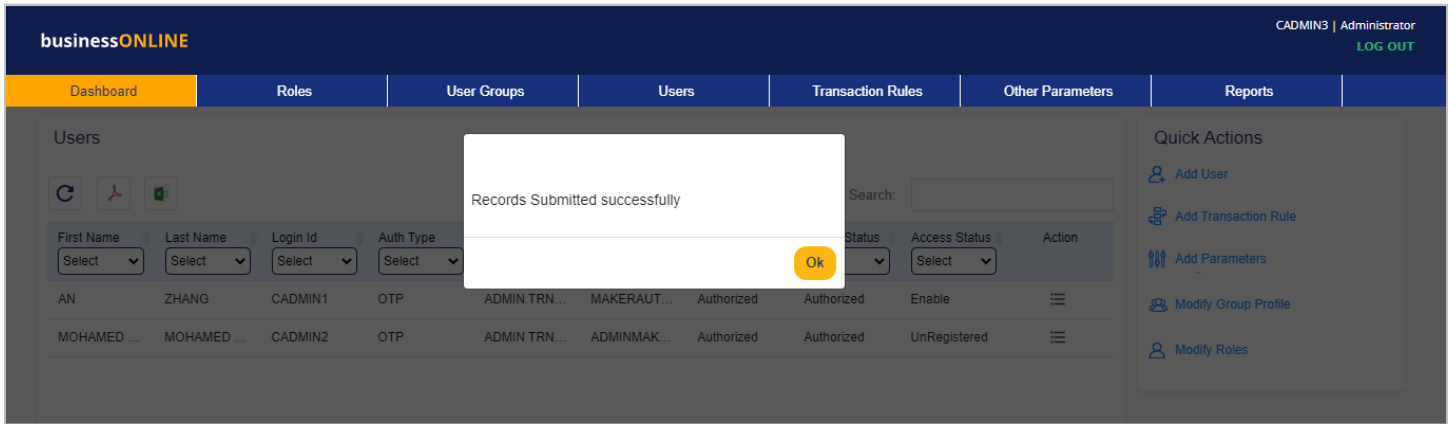 CADMIN3 | Administrator
businessONLINE
LOG OUT
Dashboard Roles User Groups Users Transaction Rules Other Parameters Reports
Users
Quick Actions
Add User
Records Submitted successfully
Search:
Add Transaction Rule
First Name Last Name Login Id Auth Type Status Access Status Action
Select Select Select Select Select
Ok
Add Parameters
AN ZHANG CADMIN1 OTP ADMIN TRN... MAKERAUT... Authorized Authorized Enable
Modify Group Profile
MOHAMED ... MOHAMED ... CADMIN2 OTP ADMIN TRN... ADMINMAK... Authorized Authorized UnRegistered
Modify Roles